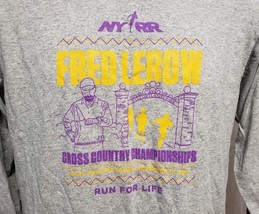 NYRR
FRED LEBOW
CROSS COUNTRY CHAMPIONSHIPS
RUN FOR LIFE